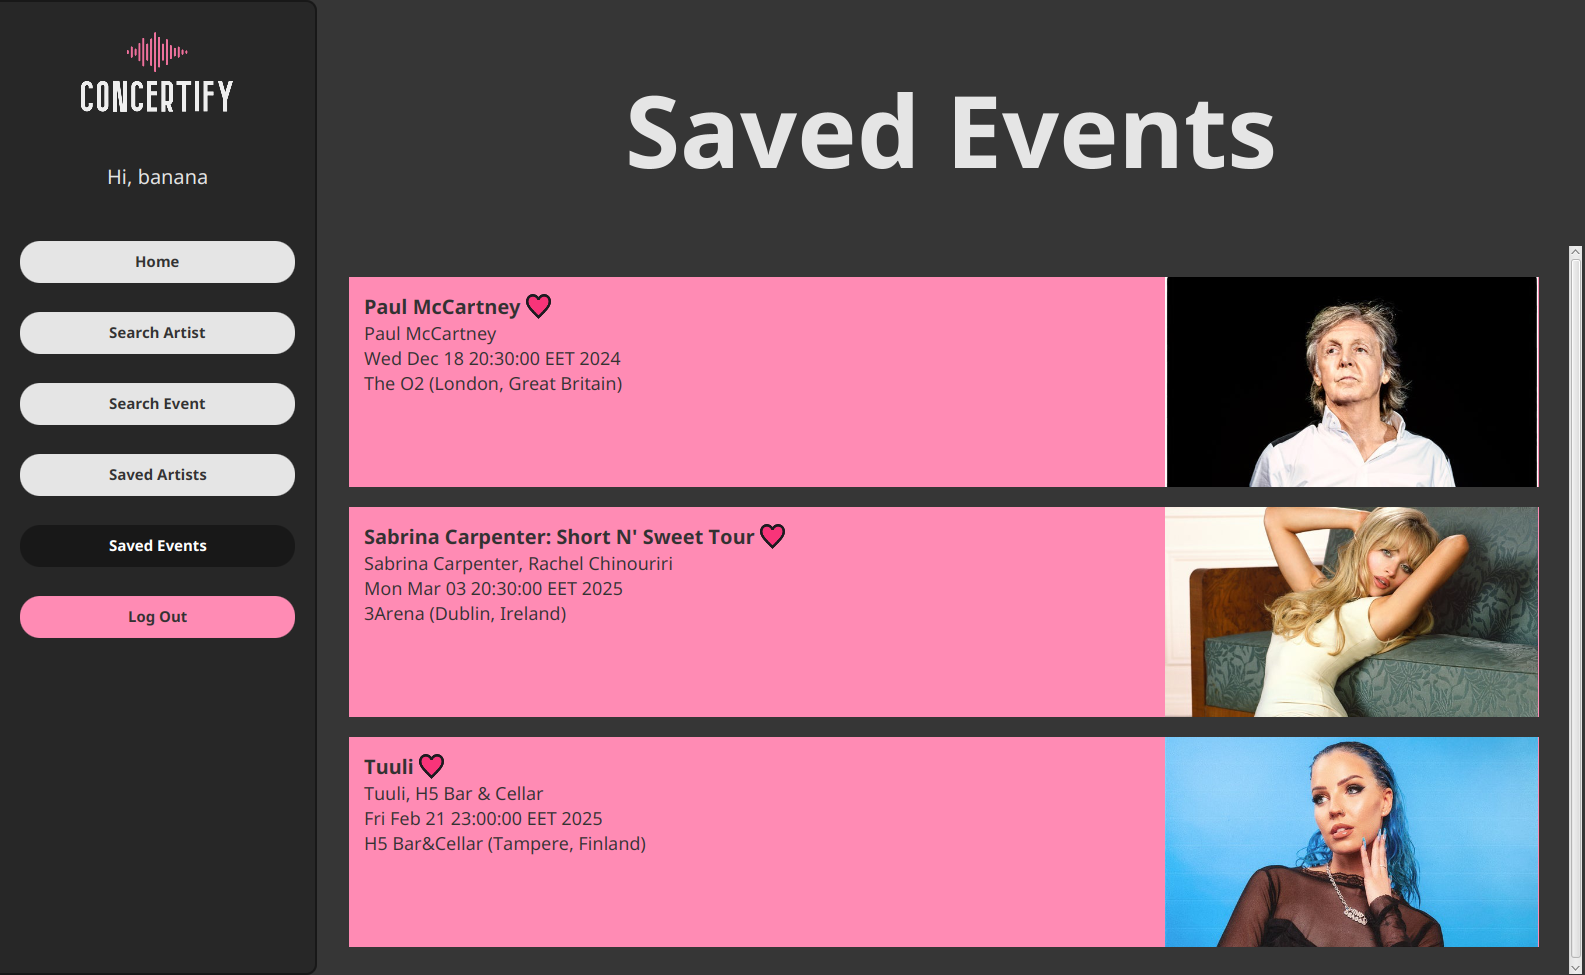 CONCERTIFY
Hi, banana
Home
Search Artist
Search Event
Saved Artists
Saved Events
Log Out
Saved Events
Paul McCartney
Paul McCartney
Wed Dec 18 20:30:00 EET 2024
The O2 (London, Great Britain)
Sabrina Carpenter: Short N' Sweet Tour
Sabrina Carpenter, Rachel Chinouriri
Mon Mar 03 20:30:00 EET 2025
3Arena (Dublin, Ireland)
Tuuli
Tuuli, H5 Bar & Cellar
Fri Feb 21 23:00:00 EET 2025
H5 Bar&Cellar (Tampere, Finland)